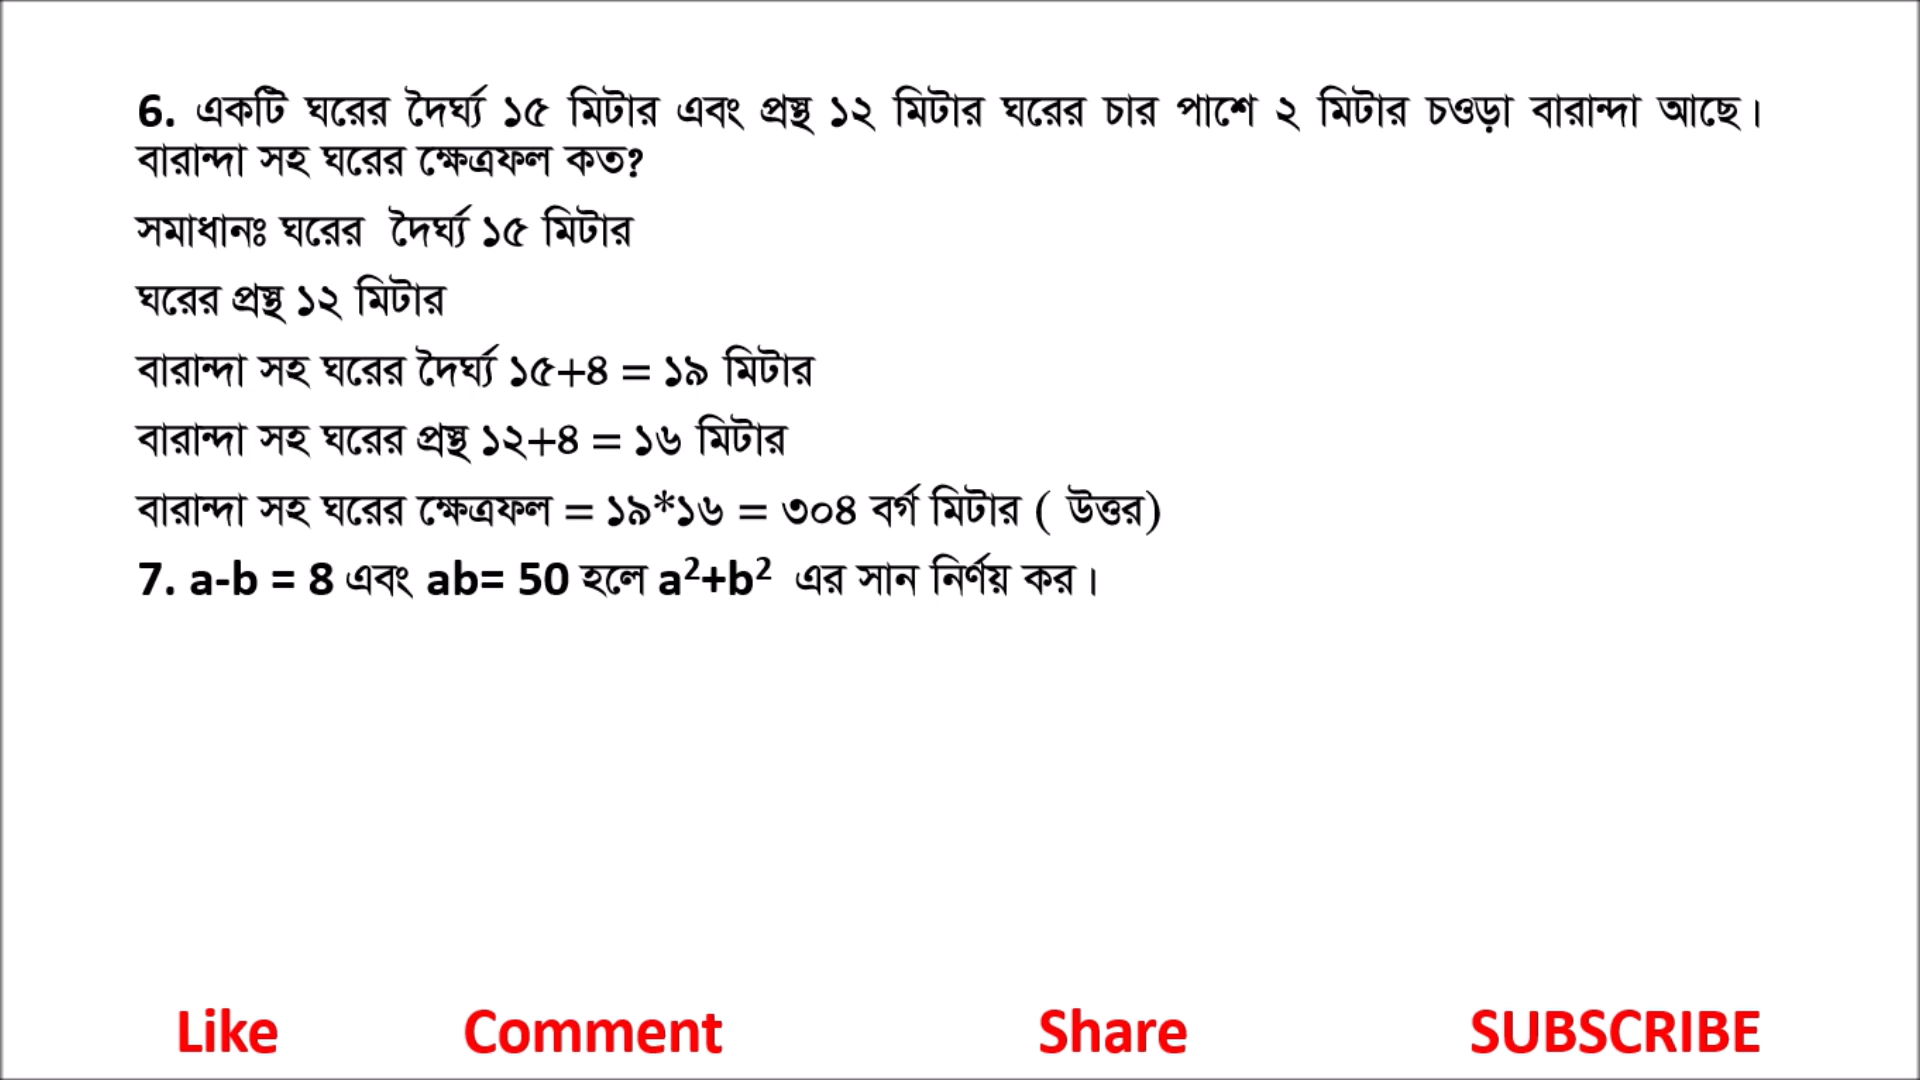 6. একটি ঘরের দৈর্ঘ্য ১৫ মিটার এবং প্রস্থ ১২ মিটার ঘরের চার পাশে ২ মিটার চওড়া বারান্দা আছে।
বারান্দা সহ ঘরের ক্ষেত্রফল কত?
সমাধানঃ ঘরের দৈর্ঘ্য ১৫ মিটার
ঘরের প্রস্থ ১২ মিটার
বারান্দা সহ ঘরের দৈর্ঘ্য ১৫+৪ = ১৯ মিটার
বারান্দা সহ ঘরের প্রস্থ ১২+৪ = ১৬ মিটার
বারান্দা সহ ঘরের ক্ষেত্রফল = ১৯*১৬ = ৩০৪ বর্গ মিটার ( উত্তর)
7. a-b = 8 এবং ab= 50 হলে a²+b² এর সান নির্ণয় কর।
Like Comment Share SUBSCRIBE